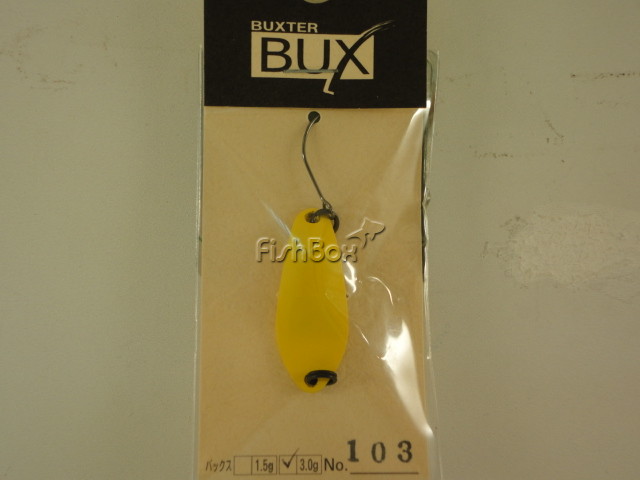 BUXTER
BUX
FishBox
バックス 1.5g ✓ 3.0g No. 103